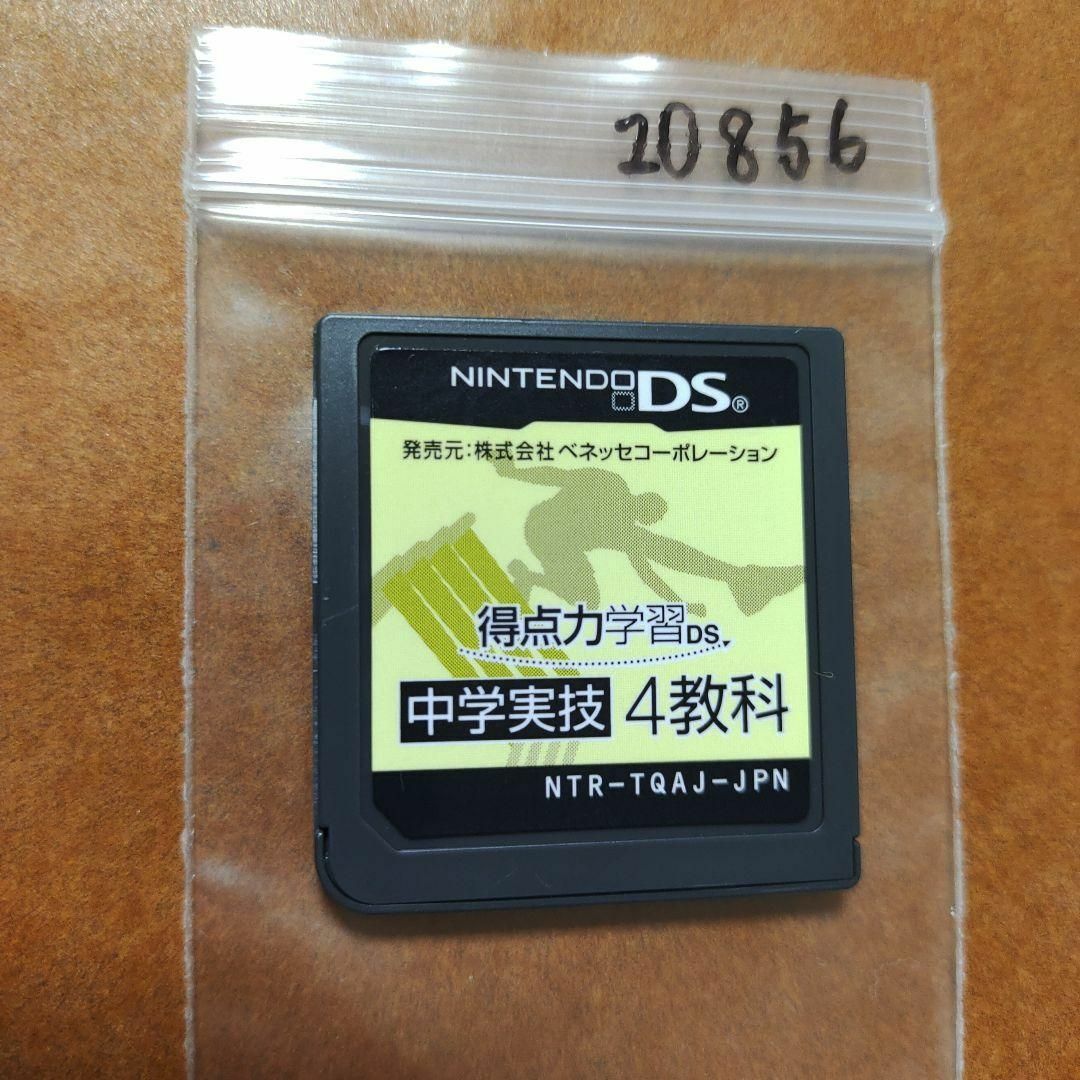 10856
NINTENDO DS®
発売元:株式会社 ベネッセコーポレーション
得点力学習DS
中学実技 4教科
NTR-TQAJ-JPN